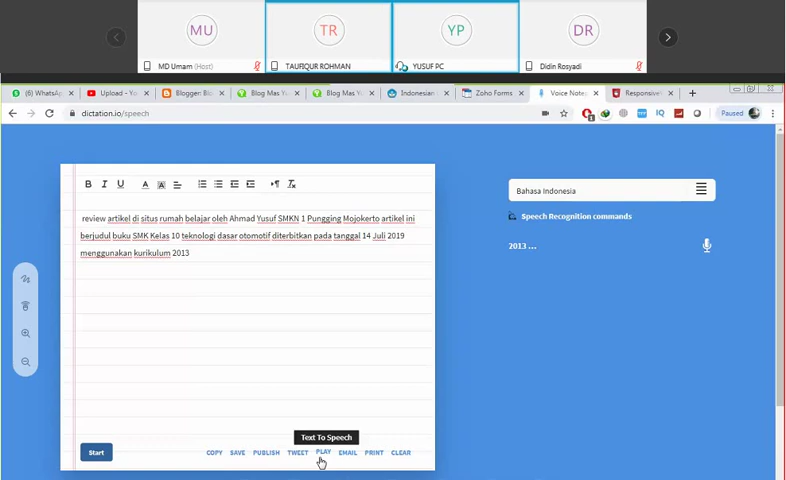 MU
TR
YP
DR
MD Umam (Host)
TAUFIQUR ROHMAN
YUSUF PC
Didin Rosyadi
(6) WhatsA
Upload - Yo
Blogger: Bl
Blog Mas Yu
Blog Mas Yu
Indonesian
Zoho Forms
Voice Note
Responsive
dictation.io/speech
Paused
review artikel di situs rumah belajar oleh Ahmad Yusuf SMKN 1 Pungging Mojokerto artikel ini
berjudul buku SMK Kelas 10 teknologi dasar otomotif diterbitkan pada tanggal 14 Juli 2019
menggunakan kurikulum 2013
Bahasa Indonesia
Speech Recognition commands
2013 ...
Text To Speech
Start
COPY SAVE PUBLISH TWEET PLAY EMAIL PRINT CLEAR